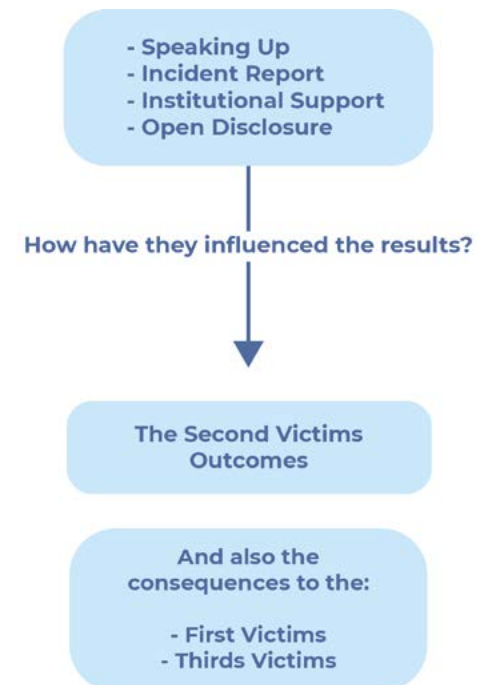 - Speaking Up
- Incident Report
- Institutional Support
- Open Disclosure
How have they influenced the results?
The Second Victims
Outcomes
And also the
consequences to the:
- First Victims
- Thirds Victims